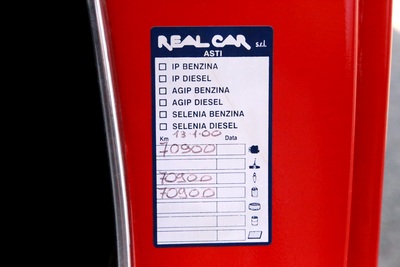 REAL CAR s.r.l.
ASTI
IP BENZINA
IP DIESEL
AGIP BENZINA
AGIP DIESEL
SELENIA BENZINA
SELENIA DIESEL
Km 13-1-00 Data
70900
70900
70900